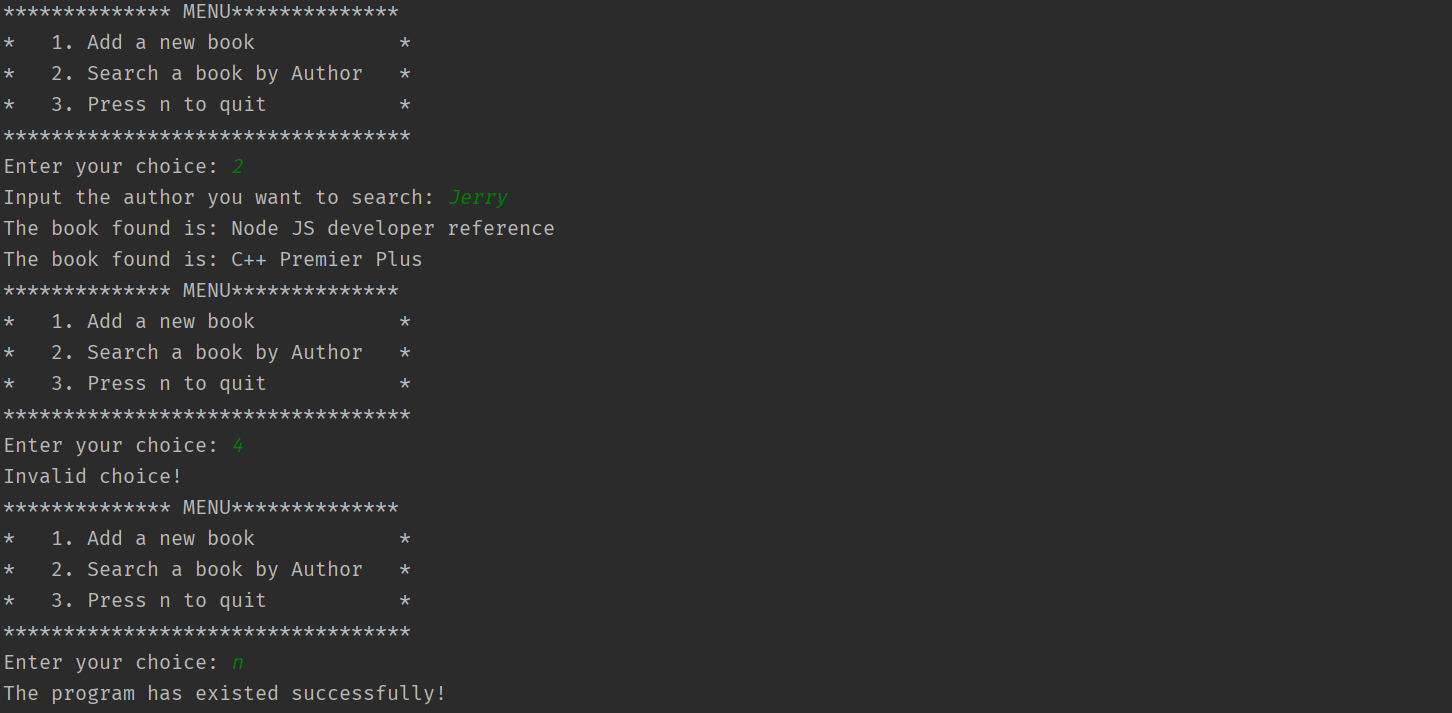 ************** MENU**************
*   1. Add a new book            *
*   2. Search a book by Author   *
*   3. Press n to quit           *
**********************************
Enter your choice: 2
Input the author you want to search: Jerry
The book found is: Node JS developer reference
The book found is: C++ Premier Plus
************** MENU**************
*   1. Add a new book            *
*   2. Search a book by Author   *
*   3. Press n to quit           *
**********************************
Enter your choice: 4
Invalid choice!
************** MENU**************
*   1. Add a new book            *
*   2. Search a book by Author   *
*   3. Press n to quit           *
**********************************
Enter your choice: n
The program has existed successfully!